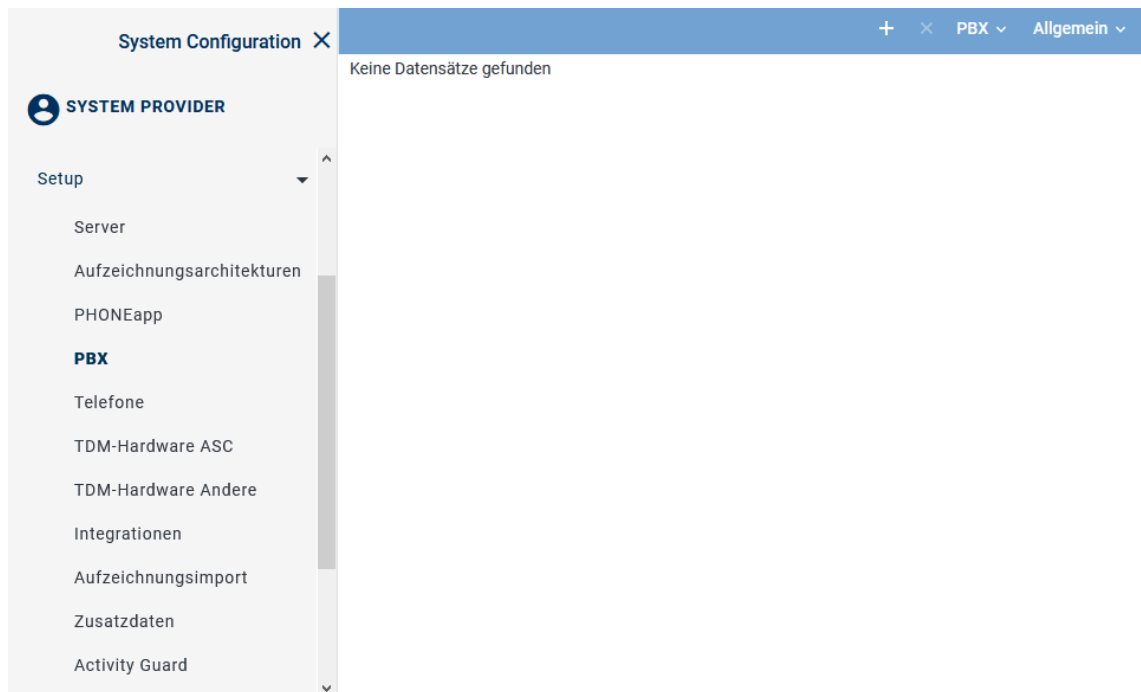 System Configuration
PBX Allgemein
Keine Datensätze gefunden
SYSTEM PROVIDER
Setup
Server
Aufzeichnungsarchitekturen
PHONEapp
PBX
Telefone
TDM-Hardware ASC
TDM-Hardware Andere
Integrationen
Aufzeichnungsimport
Zusatzdaten
Activity Guard